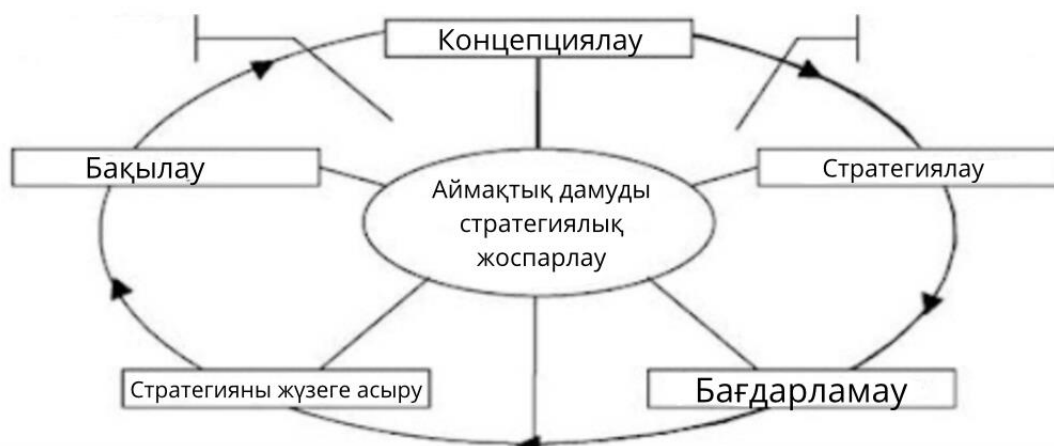 Концепциялау
Бақылау
Стратегиялау
Аймақтық дамуды
стратегиялық
жоспарлау
Стратегияны жүзеге асыру
Бағдарламау